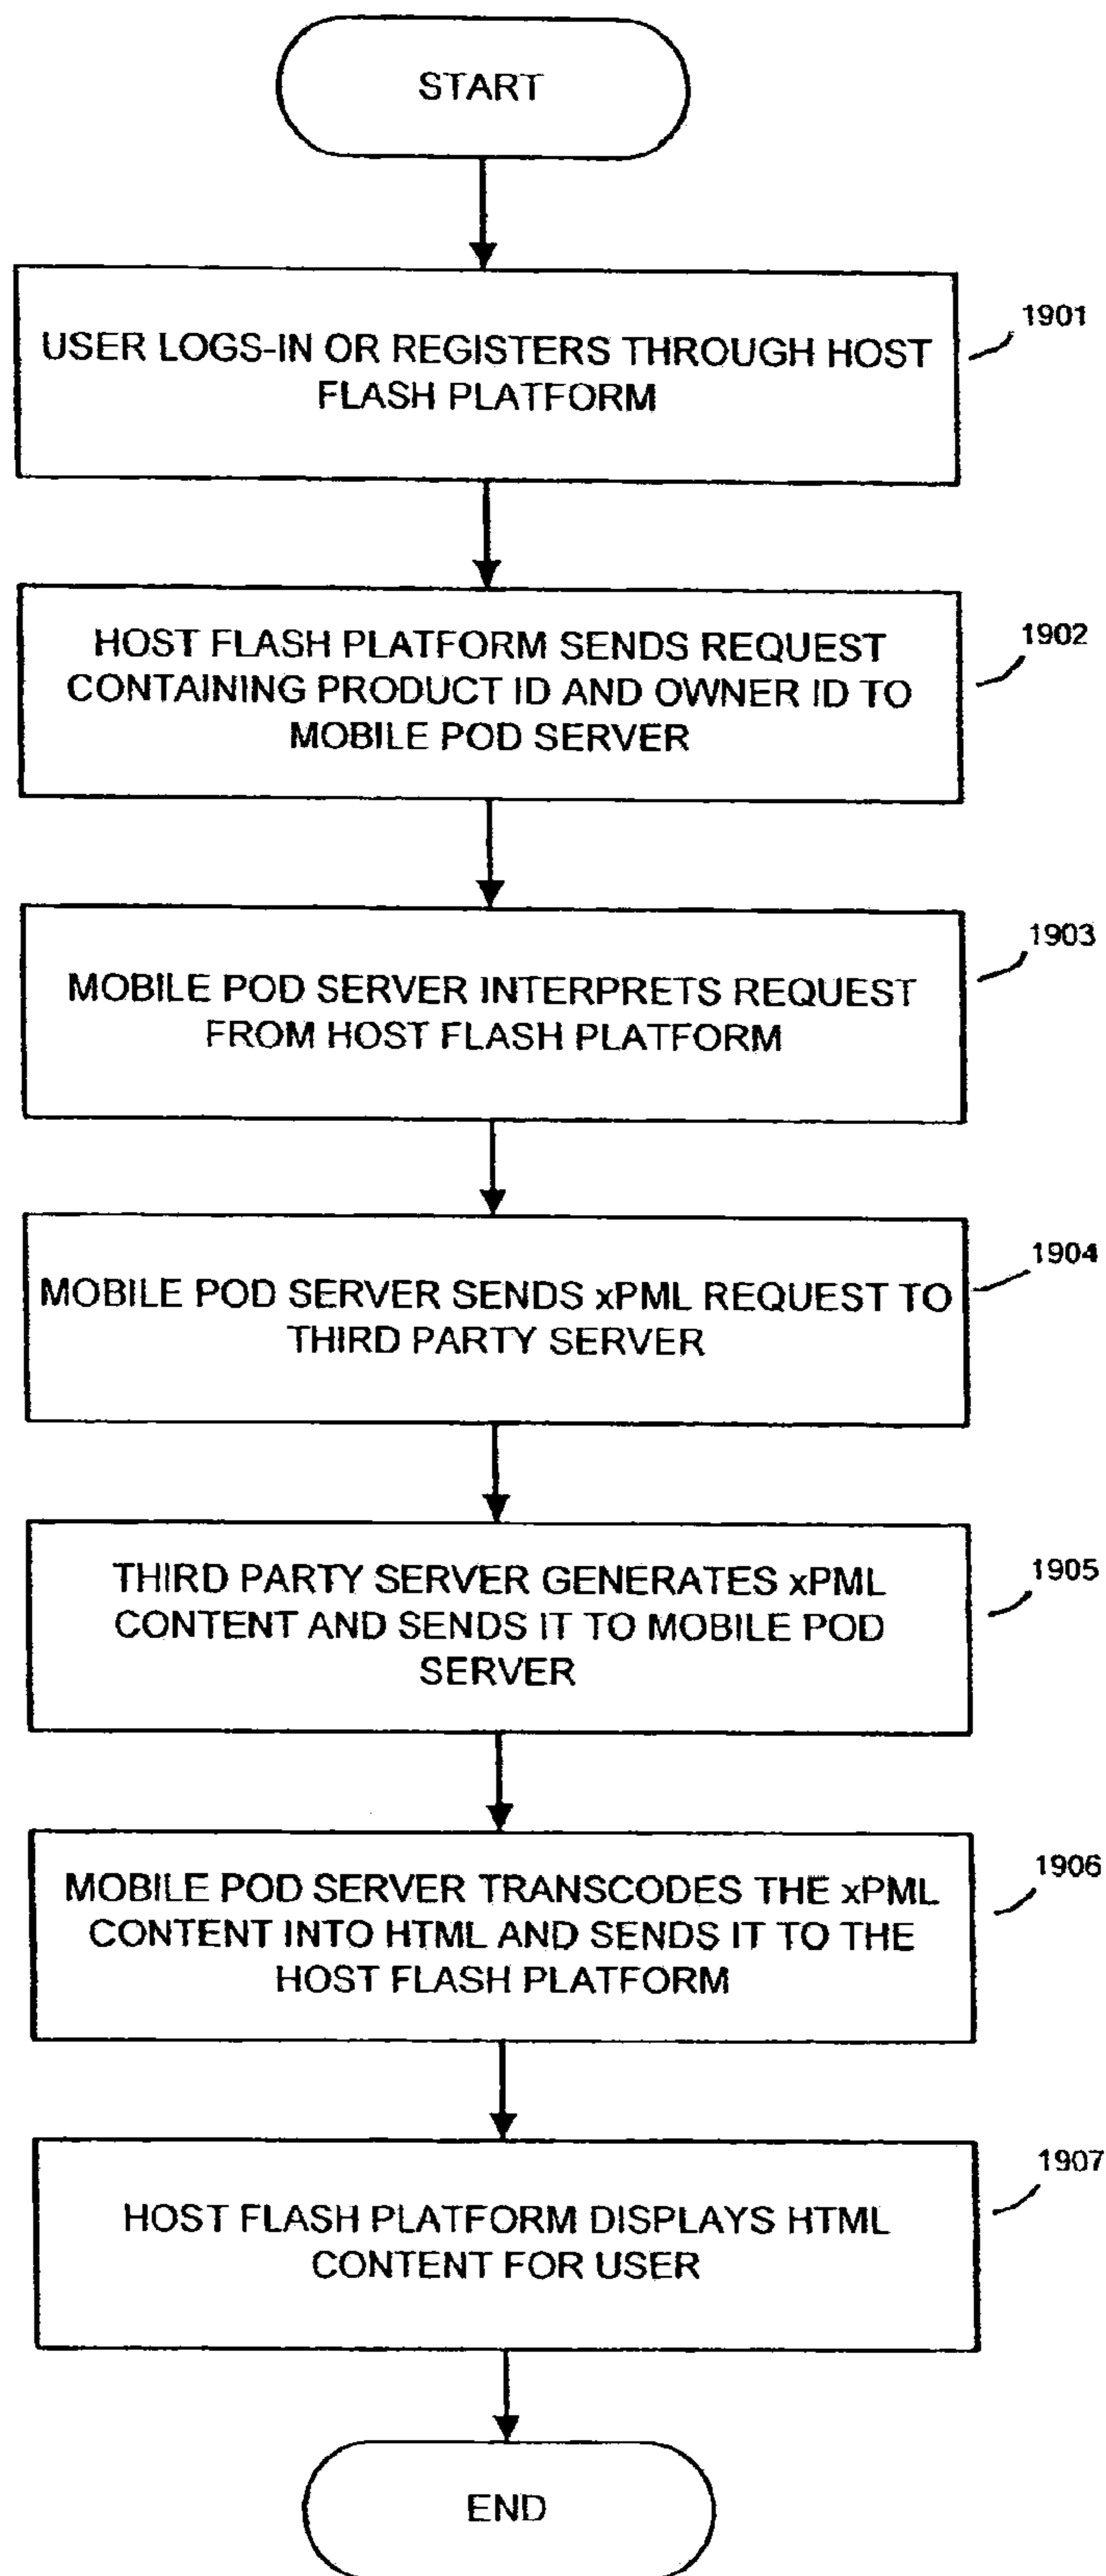 START
USER LOGS-IN OR REGISTERS THROUGH HOST
FLASH PLATFORM
1901
HOST FLASH PLATFORM SENDS REQUEST
CONTAINING PRODUCT ID AND OWNER ID TO
MOBILE POD SERVER
1902
MOBILE POD SERVER INTERPRETS REQUEST
FROM HOST FLASH PLATFORM
1903
MOBILE POD SERVER SENDS xPML REQUEST TO
THIRD PARTY SERVER
1904
THIRD PARTY SERVER GENERATES xPML
CONTENT AND SENDS IT TO MOBILE POD
SERVER
1905
MOBILE POD SERVER TRANSCODES THE xPML
CONTENT INTO HTML AND SENDS IT TO THE
HOST FLASH PLATFORM
1906
HOST FLASH PLATFORM DISPLAYS HTML
CONTENT FOR USER
1907
END